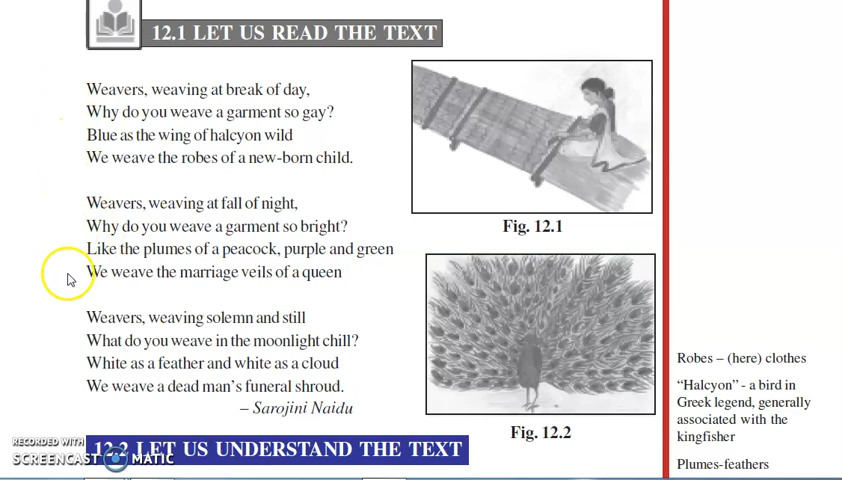 12.1 LET US READ THE TEXT
Weavers, weaving at break of day,
Why do you weave a garment so gay?
Blue as the wing of halcyon wild
We weave the robes of a new-born child.
Weavers, weaving at fall of night,
Why do you weave a garment so bright?
Like the plumes of a peacock, purple and green
We weave the marriage veils of a queen
Weavers, weaving solemn and still
What do you weave in the moonlight chill?
White as a feather and white as a cloud
We weave a dead man's funeral shroud.
– Sarojini Naidu
Fig. 12.1
Fig. 12.2
Robes – (here) clothes
“Halcyon” - a bird in
Greek legend, generally
associated with the
kingfisher
Plumes-feathers
12.2 LET US UNDERSTAND THE TEXT
RECORDED WITH
SCREENCAST MATIC